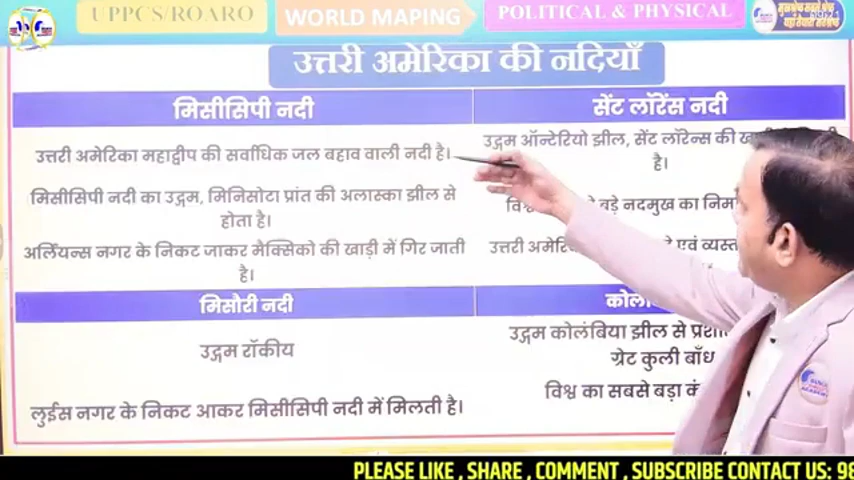 UPPCS/ROARO
WORLD MAPING
POLITICAL & PHYSICAL
उत्तरी अमेरिका की नदियाँ
मिसीसिपी नदी
सेंट लॉरेंस नदी
उत्तरी अमेरिका महाद्वीप की सर्वाधिक जल बहाव वाली नदी है।
उद्गम ऑन्टेरियो झील, सेंट लॉरेन्स की
है।
मिसीसिपी नदी का उद्गम, मिनिसोटा प्रांत की अलास्का झील से
होता है।
बड़े नदमुख का
अर्लियन्स नगर के निकट जाकर मैक्सिको की खाड़ी में गिर जाती
है।
उत्तरी
एवं
मिसौरी नदी
उद्गम रॉकीय
उद्गम कोलंबिया झील से
ग्रेट कुली बाँध
लुईस नगर के निकट आकर मिसीसिपी नदी में मिलती है।
विश्व का सबसे बड़ा
PLEASE LIKE , SHARE , COMMENT , SUBSCRIBE CONTACT US: 98